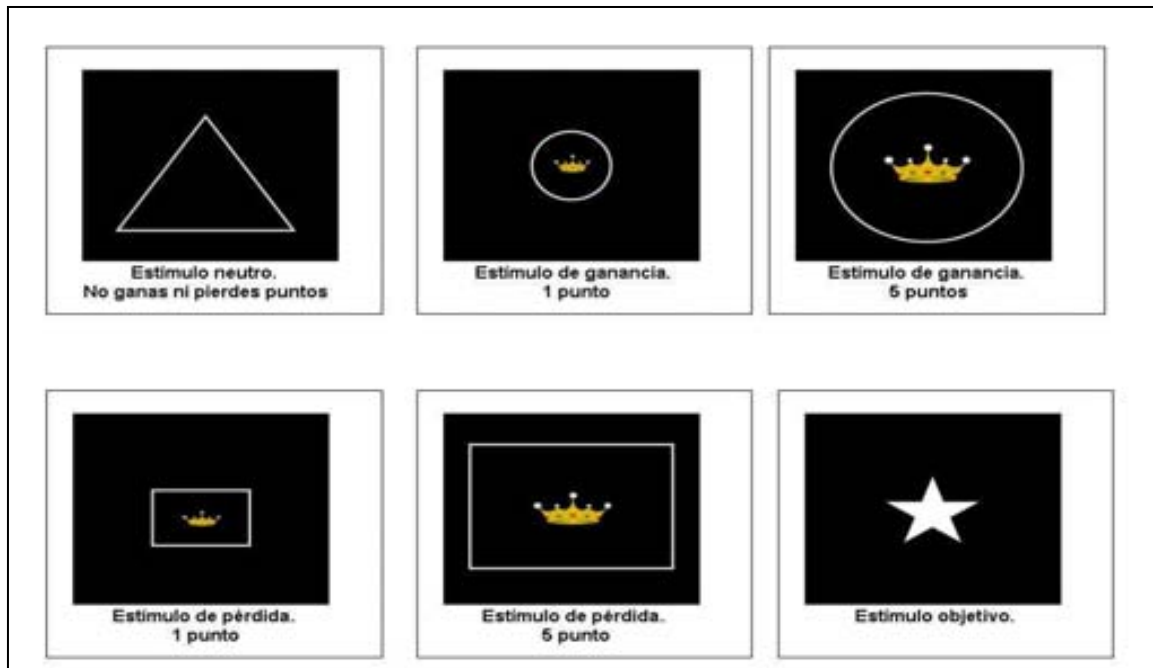 Estímulo neutro.
No ganas ni pierdes puntos
Estímulo de ganancia.
1 punto
Estímulo de ganancia.
5 puntos
Estímulo de pérdida.
1 punto
Estímulo de pérdida.
5 punto
Estímulo objetivo.